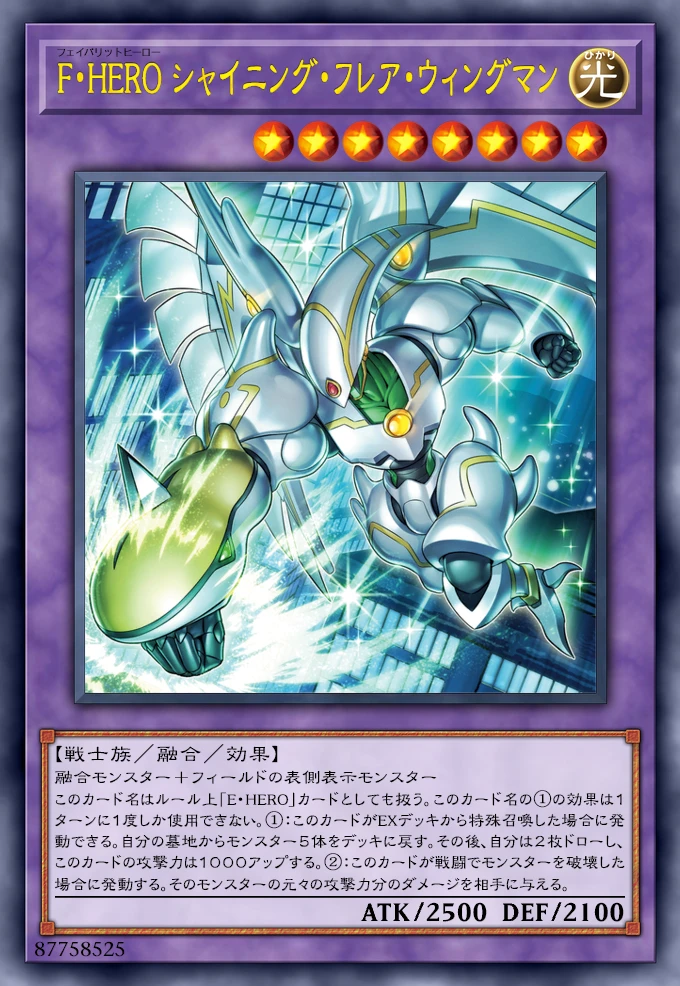 フェイバリットヒーロー
F・HERO シャイニング・フレア・ウィングマン
ひかり
光
【戦士族／融合／効果】
融合モンスター＋フィールドの表側表示モンスター
このカード名はルール上「E・HERO」カードとしても扱う。このカード名の①の効果は１
ターンに１度しか使用できない。①：このカードがEXデッキから特殊召喚した場合に発
動できる。自分の墓地からモンスター５体をデッキに戻す。その後、自分は２枚ドローし、
このカードの攻撃力は１０００アップする。②：このカードが戦闘でモンスターを破壊した
場合に発動する。そのモンスターの元々の攻撃力分のダメージを相手に与える。
ATK/2500 DEF/2100
87758525